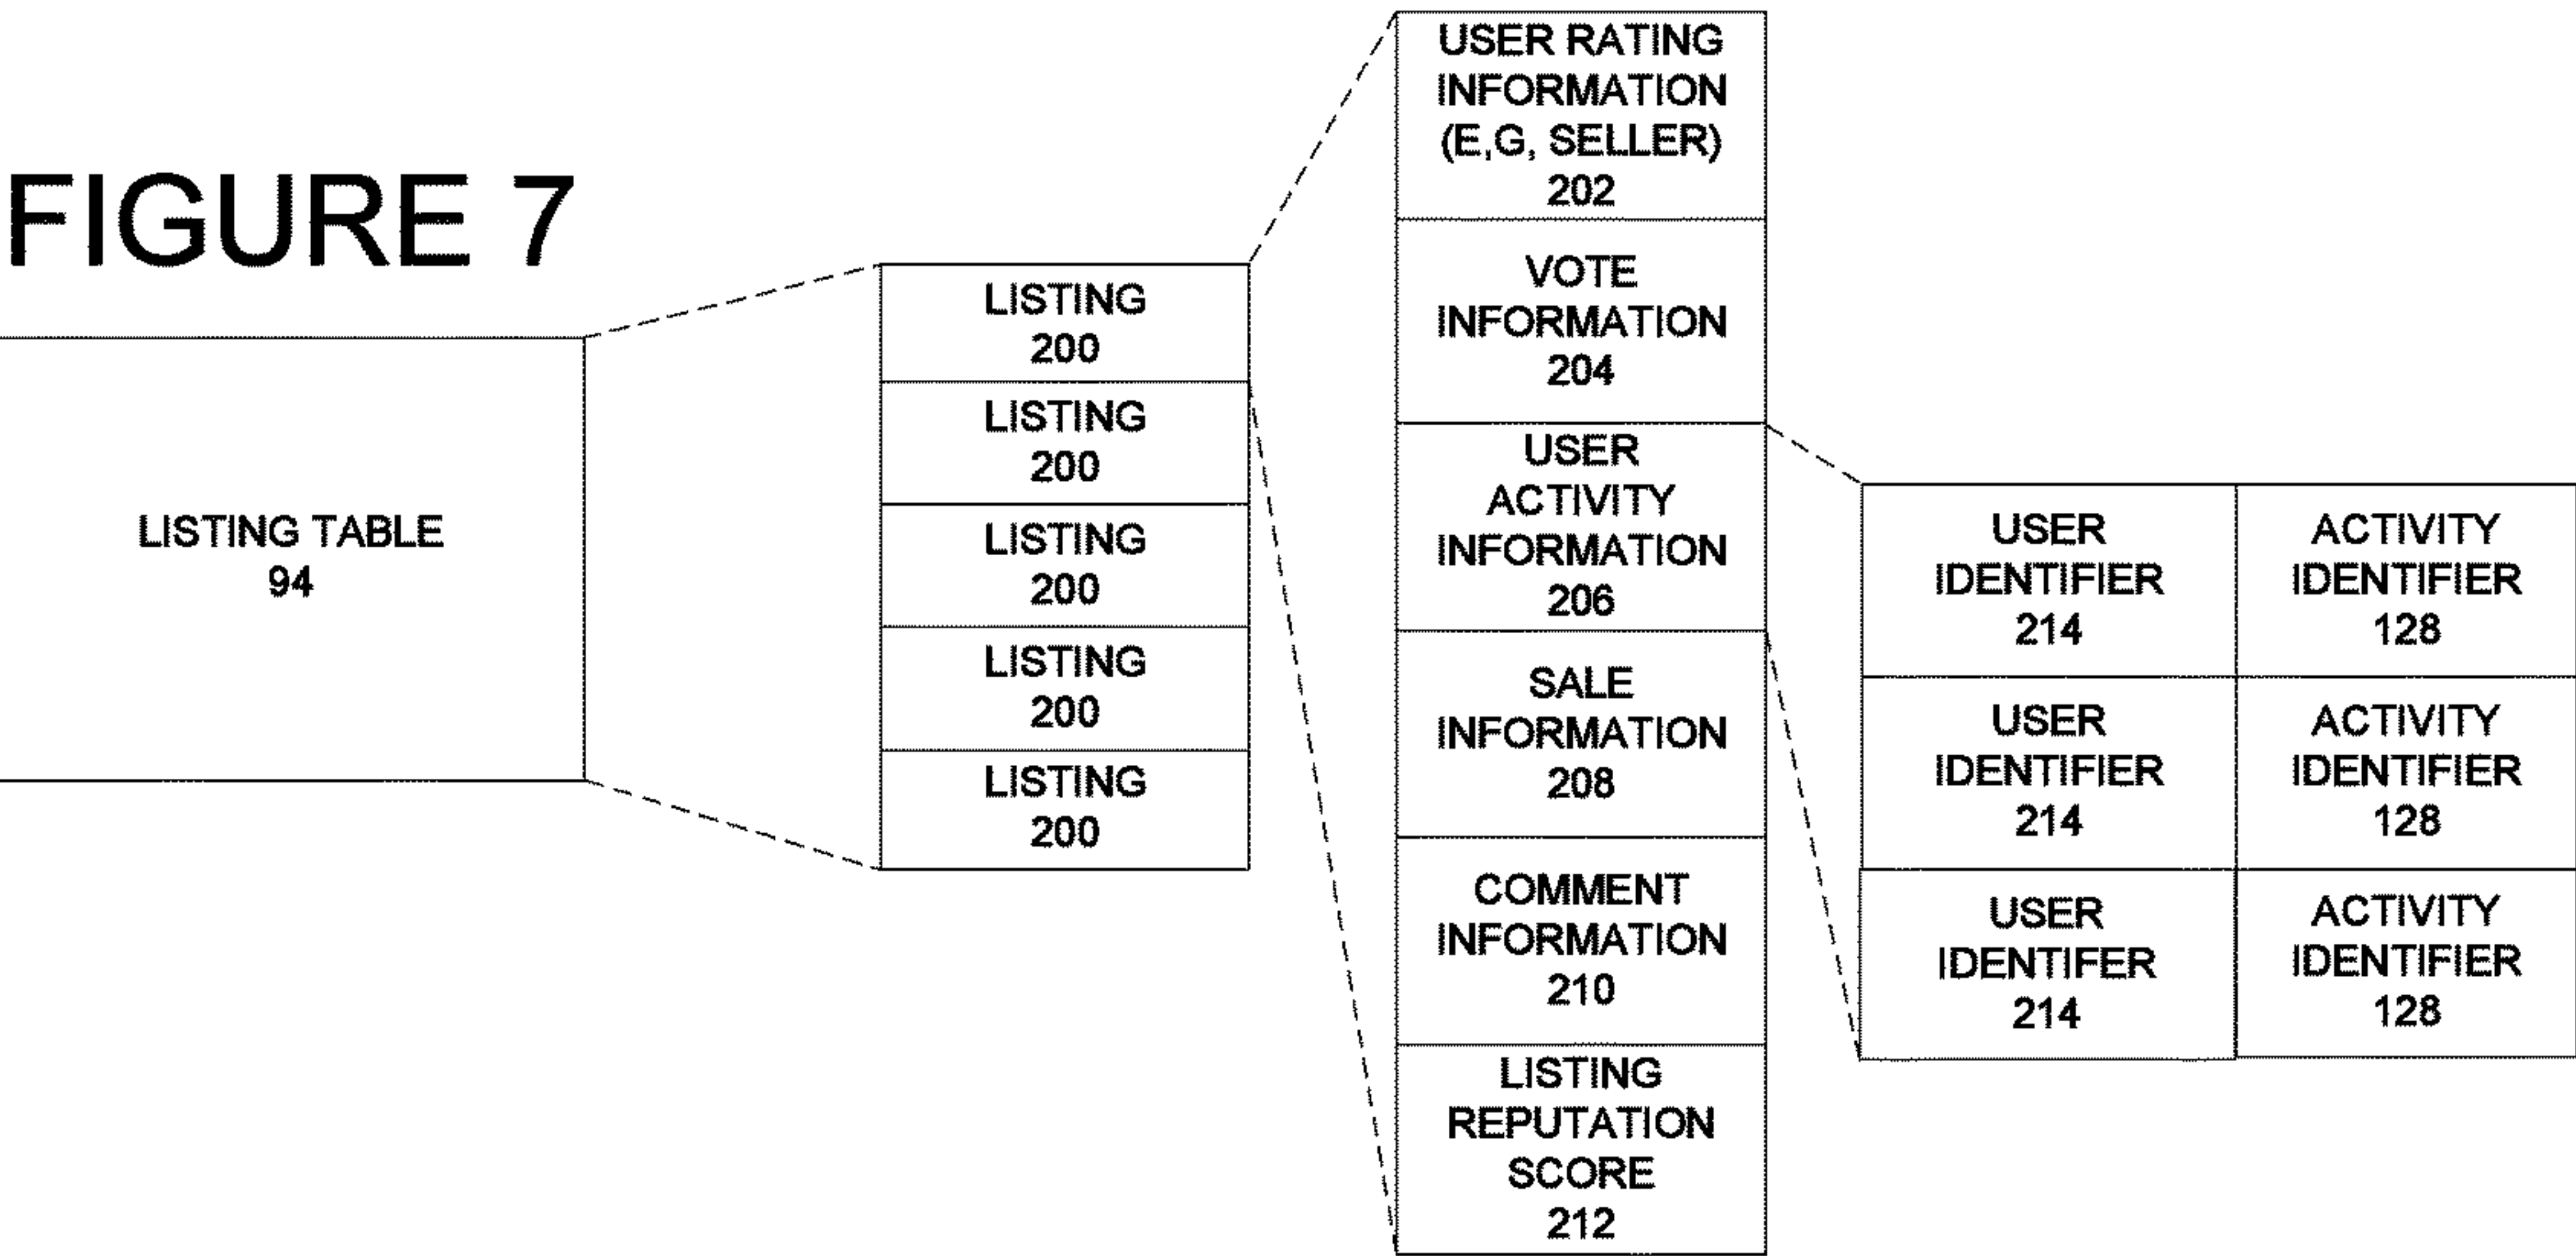 FIGURE 7
LISTING TABLE
94
LISTING
200
LISTING
200
LISTING
200
LISTING
200
LISTING
200
USER RATING
INFORMATION
(E,G, SELLER)
202
VOTE
INFORMATION
204
USER
ACTIVITY
INFORMATION
206
SALE
INFORMATION
208
COMMENT
INFORMATION
210
LISTING
REPUTATION
SCORE
212
USER
IDENTIFIER
214
ACTIVITY
IDENTIFIER
128
USER
IDENTIFIER
214
ACTIVITY
IDENTIFIER
128
USER
IDENTIFER
214
ACTIVITY
IDENTIFIER
128